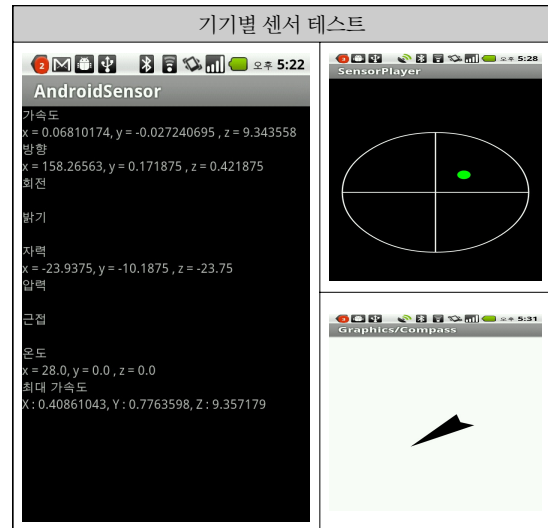 기기별 센서 테스트
2 오후 5:22
AndroidSensor
가속도
x = 0.06810174, y = -0.027240695 , z = 9.343558
방향
x = 158.26563, y = 0.171875 , z = 0.421875
회전
밝기
자력
x = -23.9375, y = -10.1875 , z = -23.75
압력
근접
온도
x = 28.0, y = 0.0 , z = 0.0
최대 가속도
X : 0.40861043, Y : 0.7763598, Z : 9.357179
오후 5:28
SensorPlayer
오후 5:31
Graphics/Compass